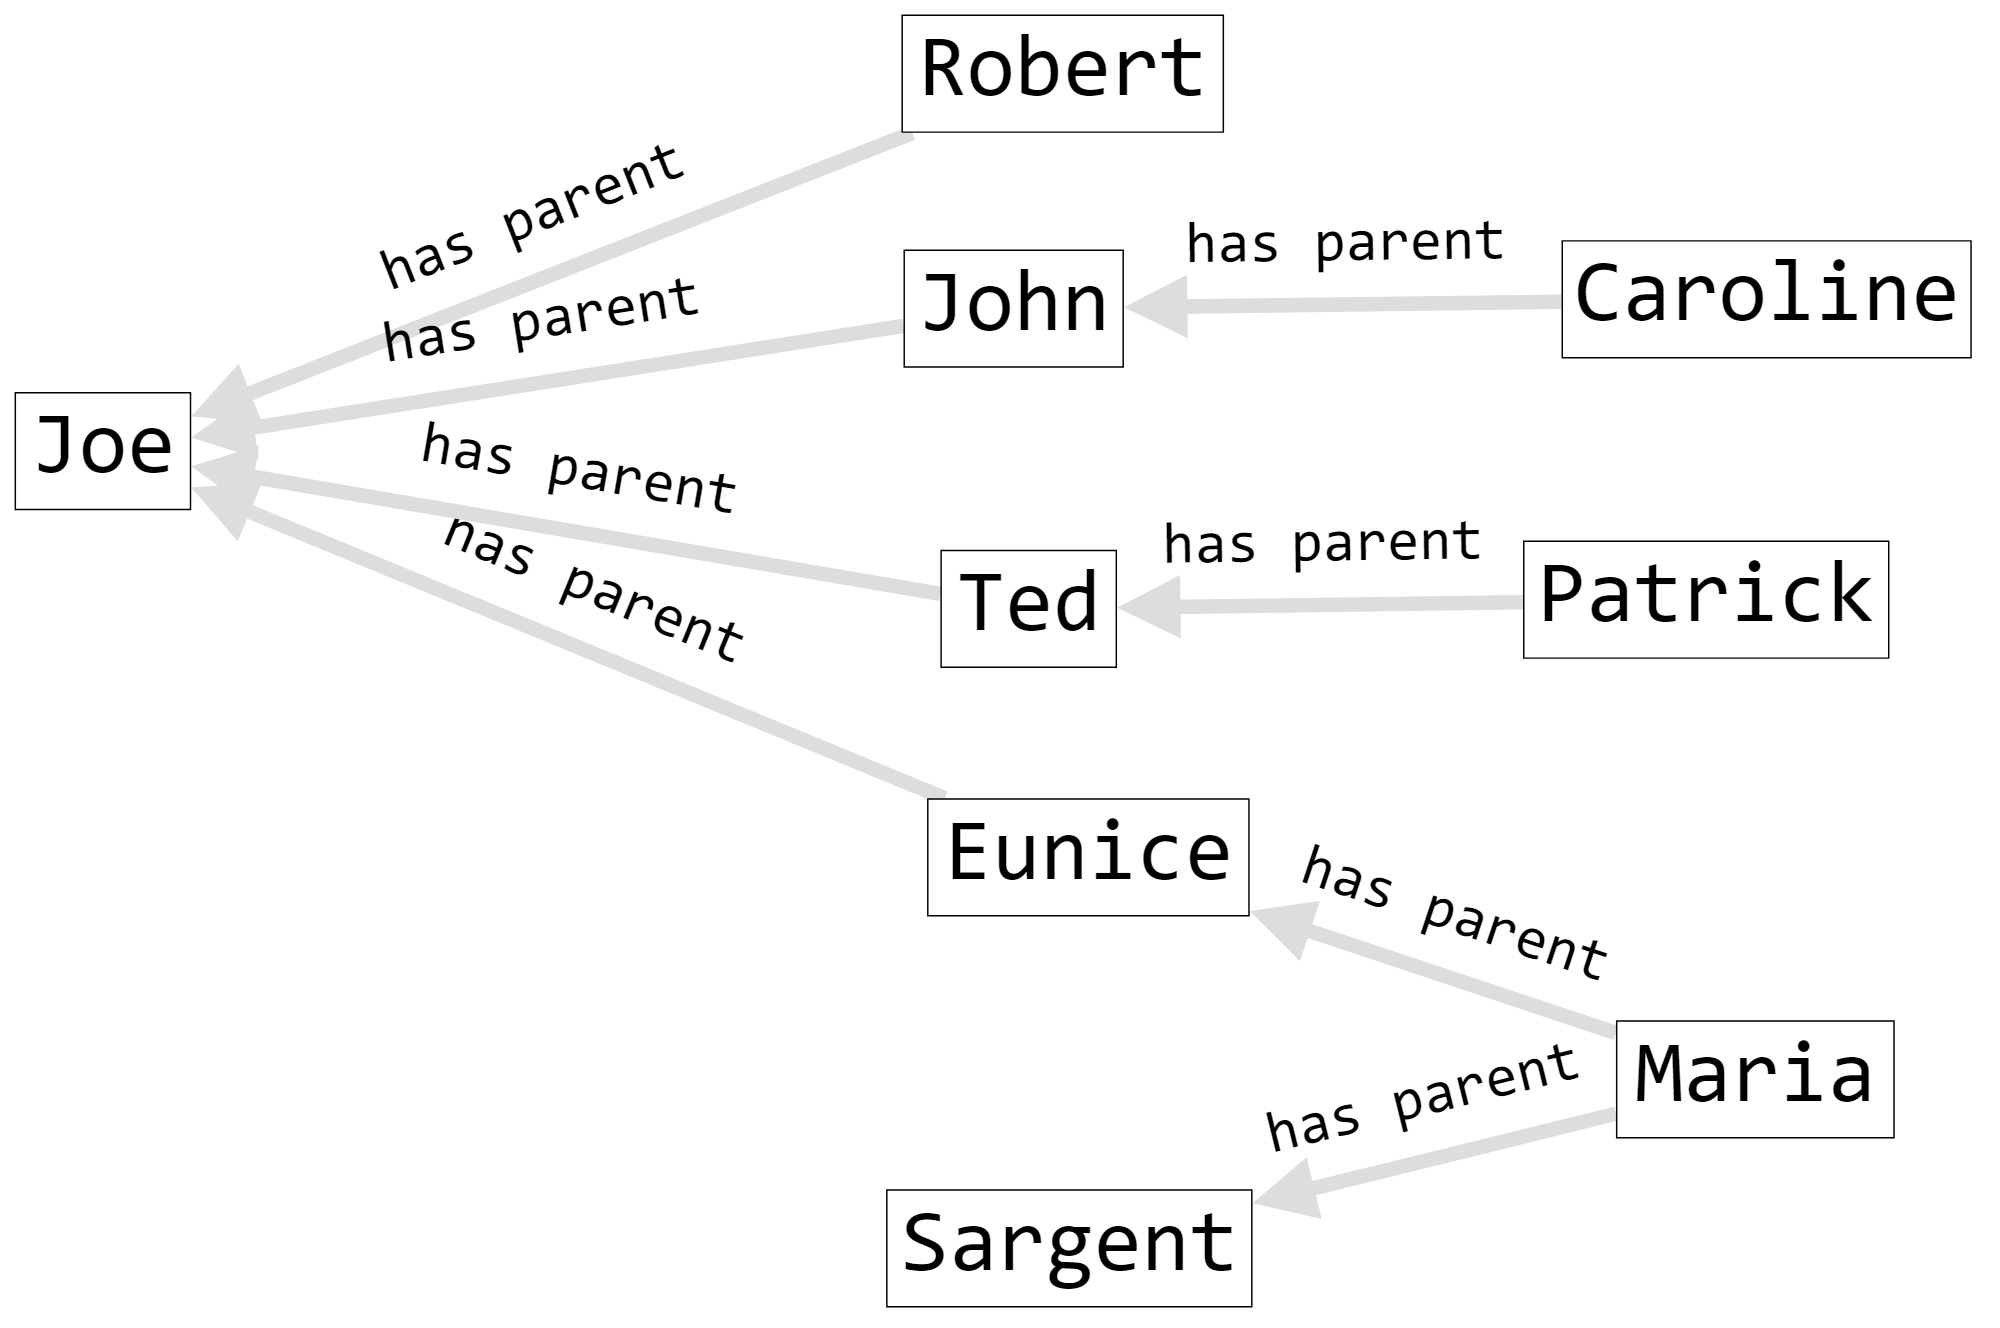 Robert
has parent
has parent
John
has parent
Caroline
Joe
has parent
has parent
Ted
has parent
Patrick
Eunice
has parent
has parent
Maria
Sargent